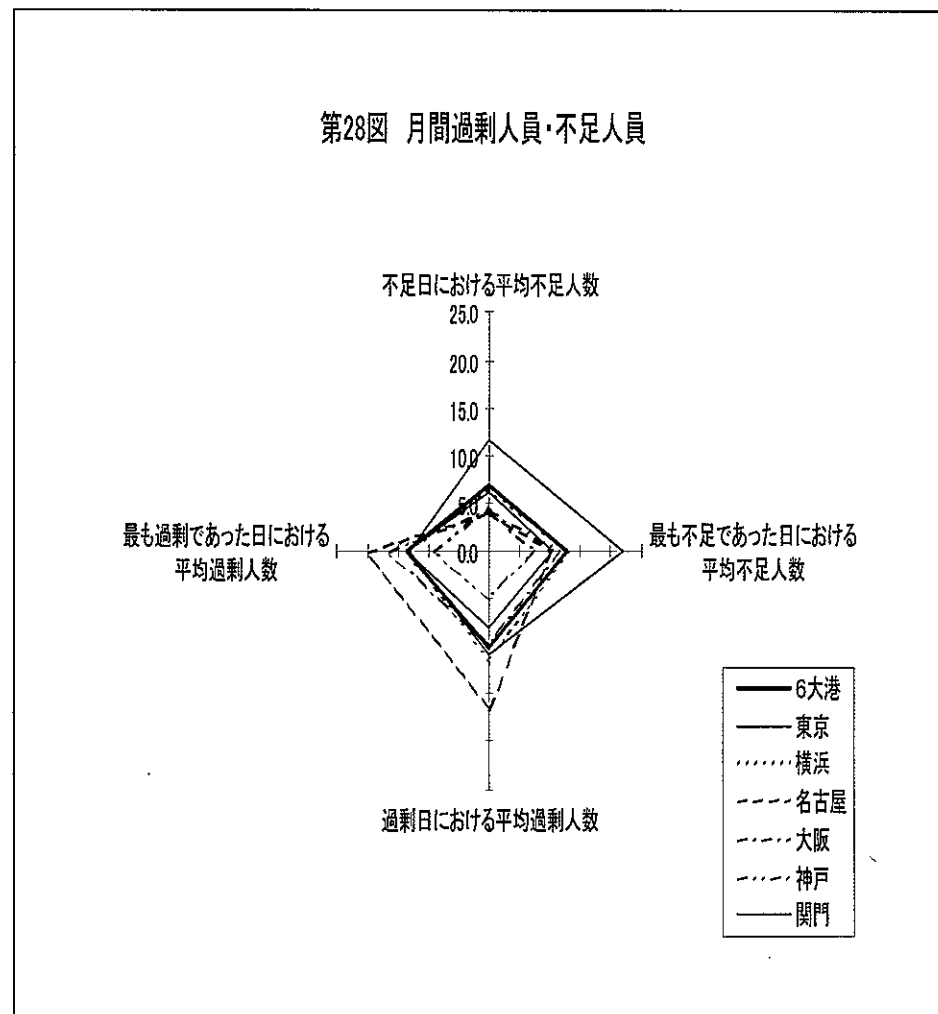 第28図 月間過剰人員・不足人員
不足日における平均不足人数
25.0
20.0
15.0
10.0
5.0
0.0
最も過剰であった日における
平均過剰人数
最も不足であった日における
平均不足人数
過剰日における平均過剰人数
6大港
東京
横浜
名古屋
大阪
神戸
関門